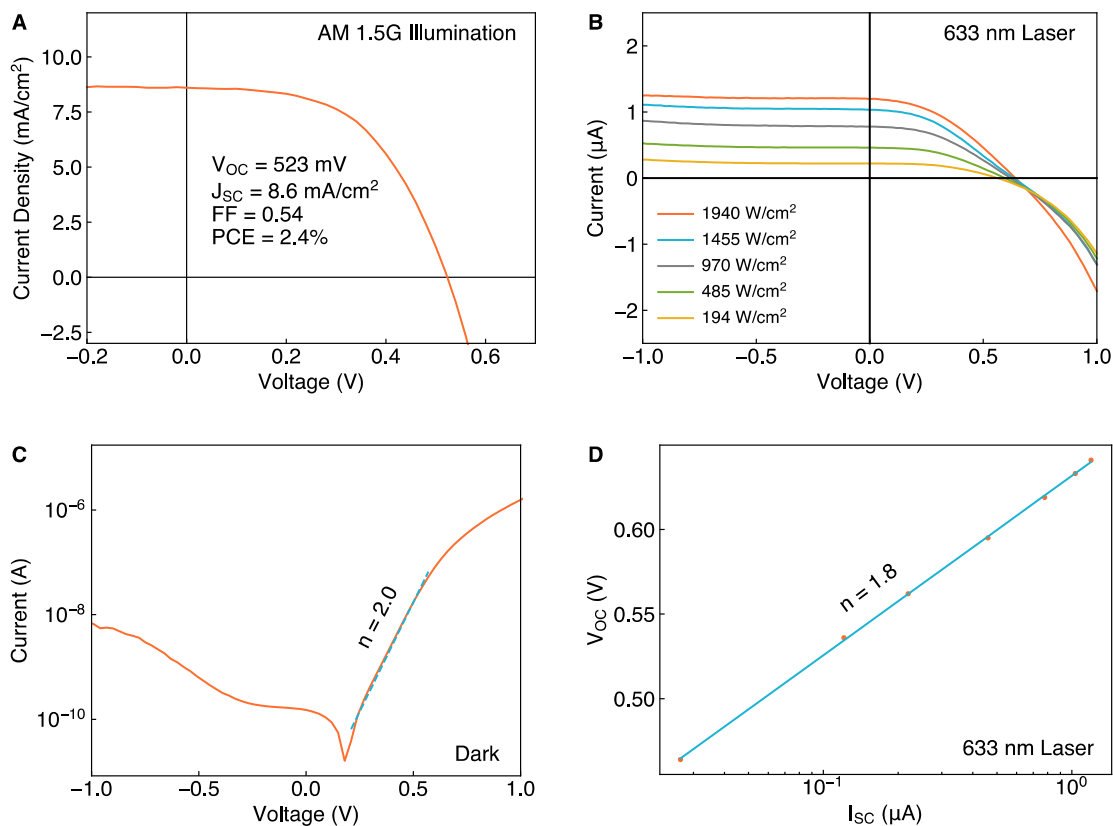 A
AM 1.5G Illumination
Current Density (mA/cm²)
10.0
7.5
5.0
2.5
0.0
−2.5
V_OC = 523 mV
J_SC = 8.6 mA/cm²
FF = 0.54
PCE = 2.4%
−0.2 0.0 0.2 0.4 0.6
Voltage (V)
B
633 nm Laser
Current (μA)
2
1
0
−1
−2
1940 W/cm²
1455 W/cm²
970 W/cm²
485 W/cm²
194 W/cm²
−1.0 −0.5 0.0 0.5 1.0
Voltage (V)
C
Current (A)
10⁻⁶
10⁻⁸
10⁻¹⁰
n = 2.0
Dark
−1.0 −0.5 0.0 0.5 1.0
Voltage (V)
D
V_OC (V)
0.60
0.55
0.50
n = 1.8
633 nm Laser
10⁻¹ 10⁰
I_SC (μA)